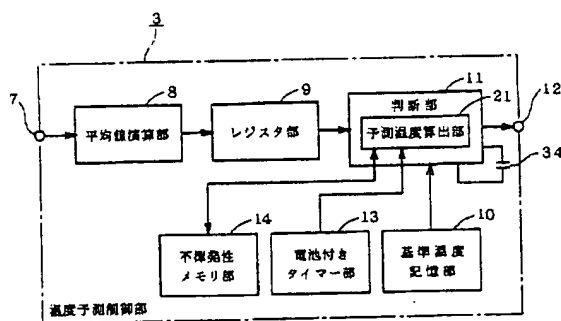 3
8
9
11
7
平均値演算部
レジスタ部
判断部
21
予測温度算出部
12
34
14
13
10
不揮発性
メモリ部
電池付き
タイマー部
基準温度
記憶部
温度予測制御部